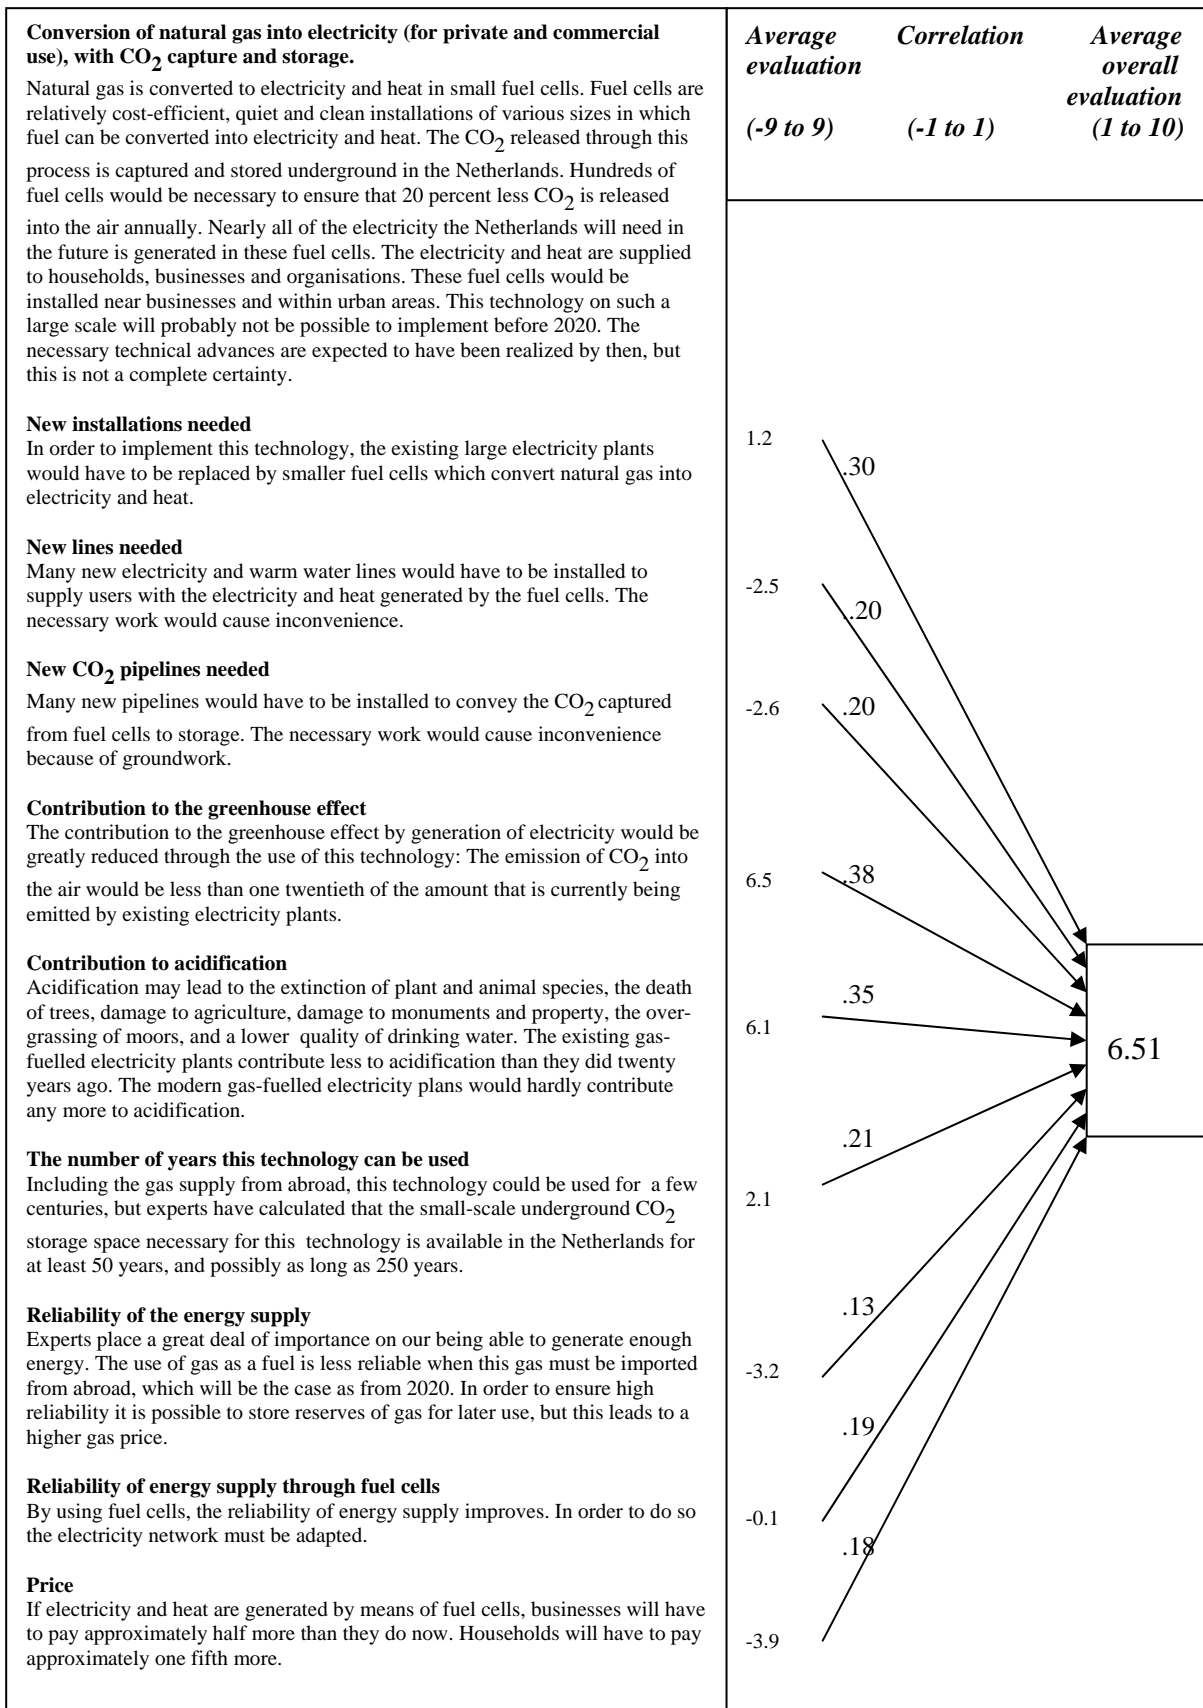 Conversion of natural gas into electricity (for private and commercial
use), with CO2 capture and storage.
Natural gas is converted to electricity and heat in small fuel cells. Fuel cells are
relatively cost-efficient, quiet and clean installations of various sizes in which
fuel can be converted into electricity and heat. The CO2 released through this
process is captured and stored underground in the Netherlands. Hundreds of
fuel cells would be necessary to ensure that 20 percent less CO2 is released
into the air annually. Nearly all of the electricity the Netherlands will need in
the future is generated in these fuel cells. The electricity and heat are supplied
to households, businesses and organisations. These fuel cells would be
installed near businesses and within urban areas. This technology on such a
large scale will probably not be possible to implement before 2020. The
necessary technical advances are expected to have been realized by then, but
this is not a complete certainty.
New installations needed
In order to implement this technology, the existing large electricity plants
would have to be replaced by smaller fuel cells which convert natural gas into
electricity and heat.
New lines needed
Many new electricity and warm water lines would have to be installed to
supply users with the electricity and heat generated by the fuel cells. The
necessary work would cause inconvenience.
New CO2 pipelines needed
Many new pipelines would have to be installed to convey the CO2 captured
from fuel cells to storage. The necessary work would cause inconvenience
because of groundwork.
Contribution to the greenhouse effect
The contribution to the greenhouse effect by generation of electricity would be
greatly reduced through the use of this technology: The emission of CO2 into
the air would be less than one twentieth of the amount that is currently being
emitted by existing electricity plants.
Contribution to acidification
Acidification may lead to the extinction of plant and animal species, the death
of trees, damage to agriculture, damage to monuments and property, the over-
grassing of moors, and a lower quality of drinking water. The existing gas-
fuelled electricity plants contribute less to acidification than they did twenty
years ago. The modern gas-fuelled electricity plans would hardly contribute
any more to acidification.
The number of years this technology can be used
Including the gas supply from abroad, this technology could be used for a few
centuries, but experts have calculated that the small-scale underground CO2
storage space necessary for this technology is available in the Netherlands for
at least 50 years, and possibly as long as 250 years.
Reliability of the energy supply
Experts place a great deal of importance on our being able to generate enough
energy. The use of gas as a fuel is less reliable when this gas must be imported
from abroad, which will be the case as from 2020. In order to ensure high
reliability it is possible to store reserves of gas for later use, but this leads to a
higher gas price.
Reliability of energy supply through fuel cells
By using fuel cells, the reliability of energy supply improves. In order to do so
the electricity network must be adapted.
Price
If electricity and heat are generated by means of fuel cells, businesses will have
to pay approximately half more than they do now. Households will have to pay
approximately one fifth more.
Average Correlation Average
evaluation overall
evaluation
(-9 to 9) (-1 to 1) (1 to 10)
1.2
.30
-2.5
.20
-2.6
.20
6.5
.38
6.1
.35
2.1
.21
-3.2
.13
-0.1
.19
-3.9
.18
6.51